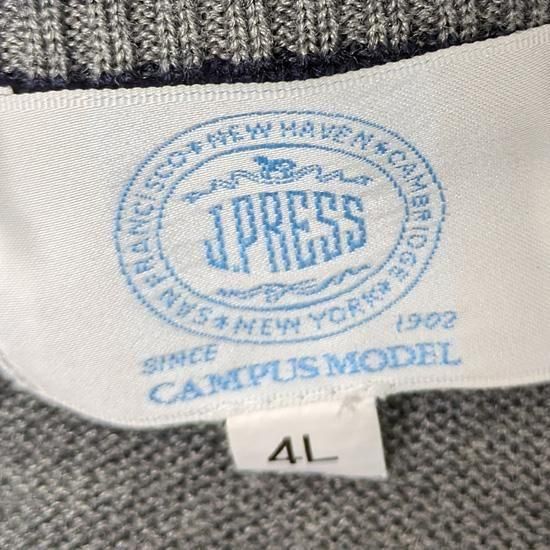 SAN FRANCISCO★NEW HAVEN★CAMBRIDGE★NEW YORK★
J.PRESS
SINCE 1902
CAMPUS MODEL
4L